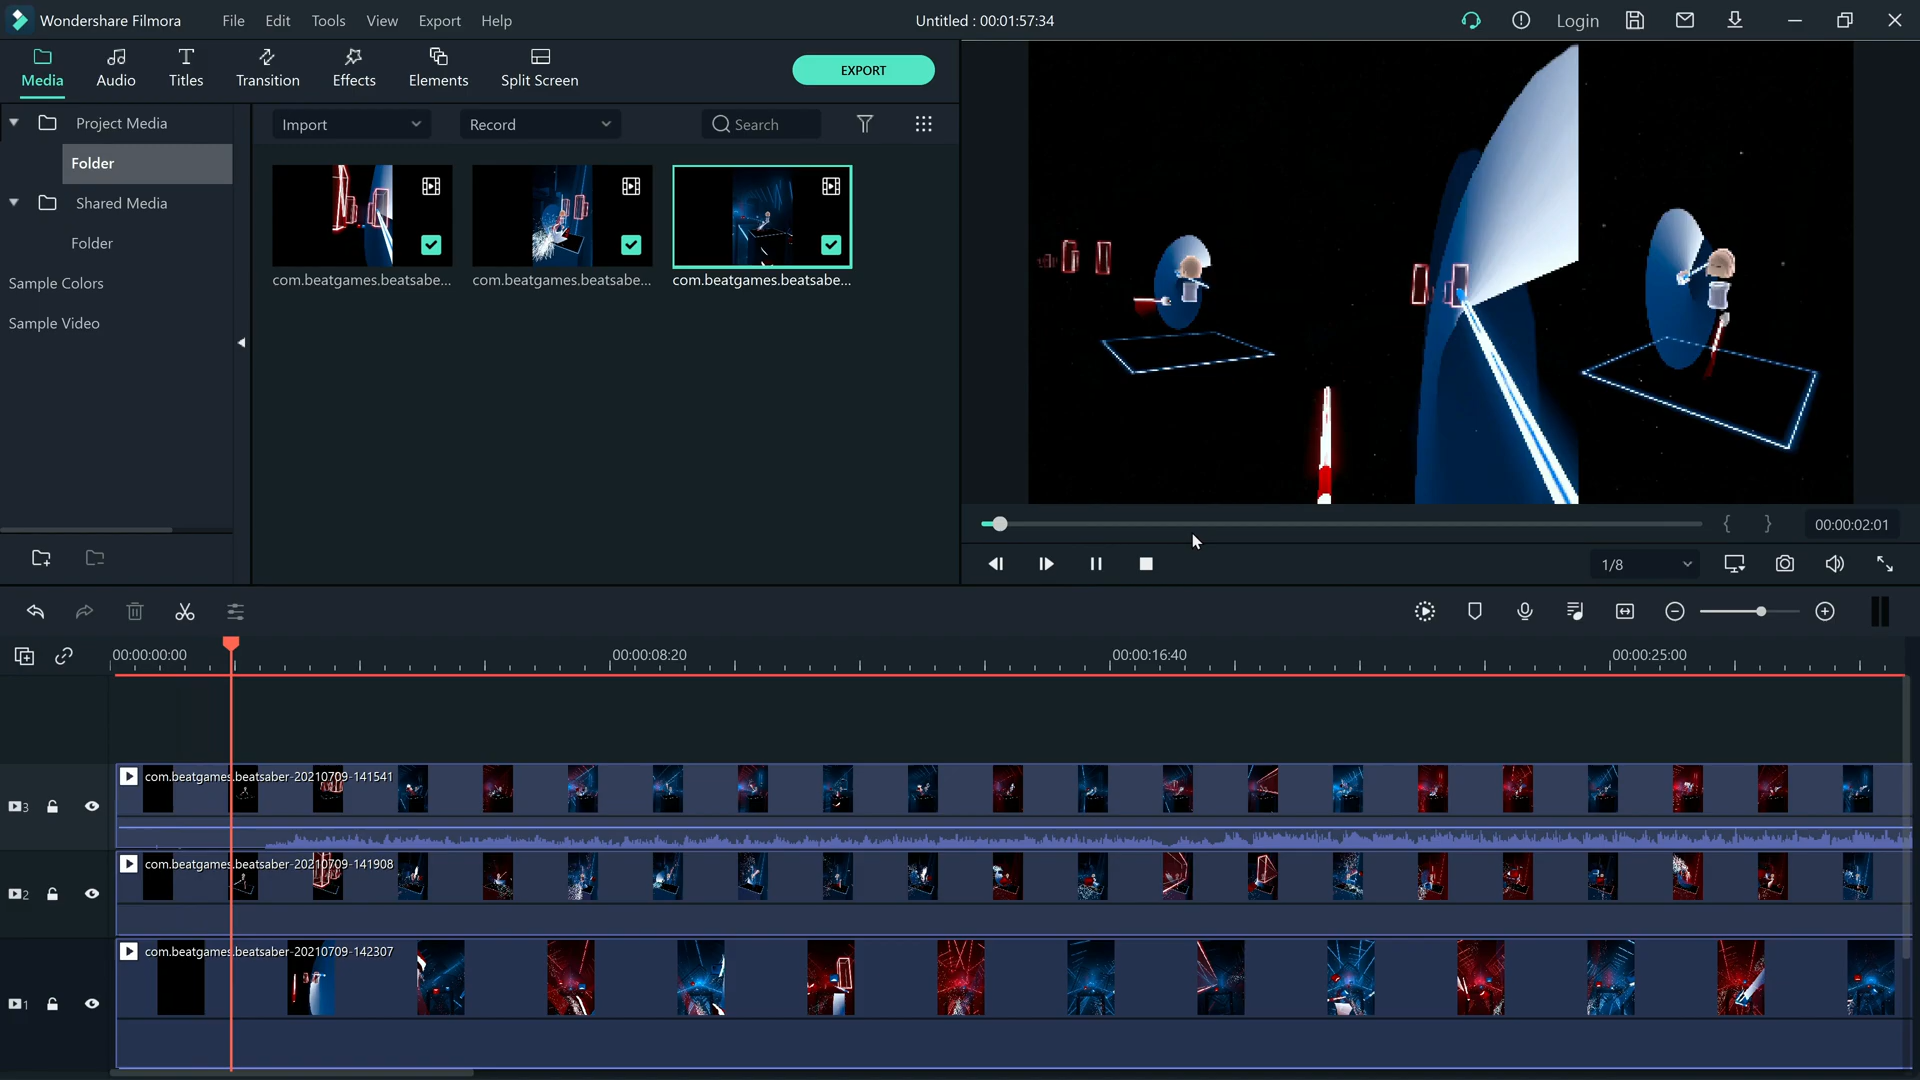 Wondershare Filmora File Edit Tools View Export Help Untitled : 00:01:57:34 Login
Media Audio Titles Transition Effects Elements Split Screen EXPORT
Project Media
Folder
Shared Media
Folder
Sample Colors
Sample Video
Import Record Search
com.beatgames.beatsabe... com.beatgames.beatsabe... com.beatgames.beatsabe...
{ } 00:00:02:01
1/8
00:00:00:00 00:00:08:20 00:00:16:40 00:00:25:00
3 com.beatgames.beatsaber-20210709-141541
2 com.beatgames.beatsaber-20210709-141908
1 com.beatgames.beatsaber-20210709-142307